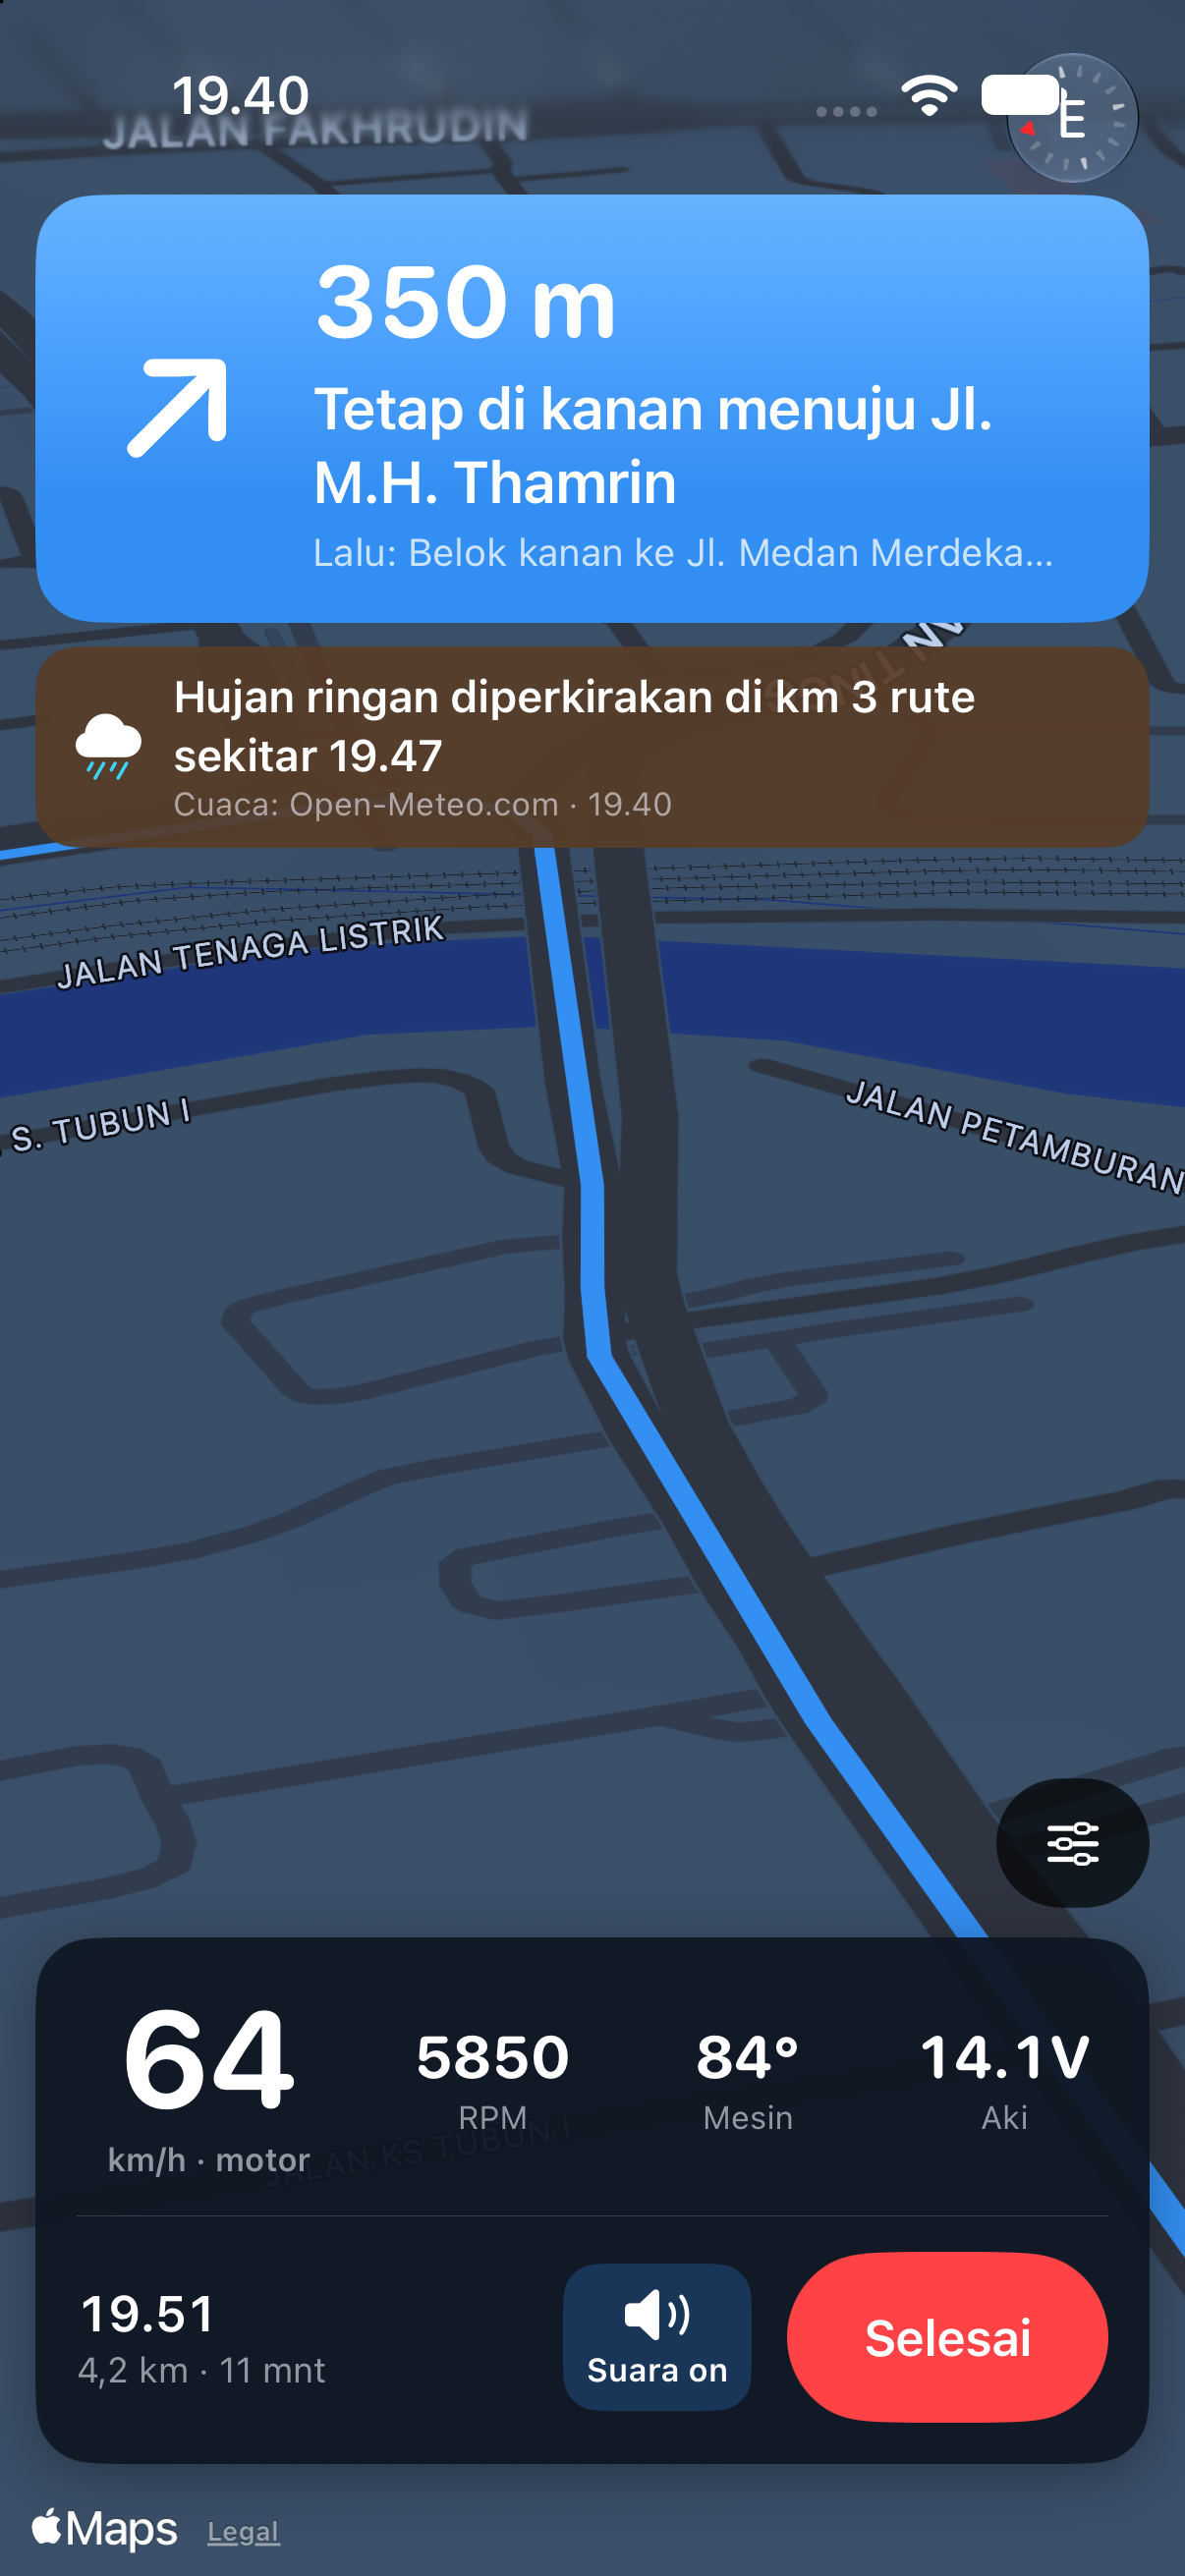 19.40
JALAN FAKHRUDIN
E
350 m
Tetap di kanan menuju Jl.
M.H. Thamrin
Lalu: Belok kanan ke Jl. Medan Merdeka...
Hujan ringan diperkirakan di km 3 rute
sekitar 19.47
Cuaca: Open-Meteo.com · 19.40
JALAN TENAGA LISTRIK
S. TUBUN I
JALAN PETAMBURAN
64
km/h · motor
5850
RPM
84°
Mesin
14.1V
Aki
JALAN KS TUBUN I
19.51
4,2 km · 11 mnt
Suara on
Selesai
Maps
Legal